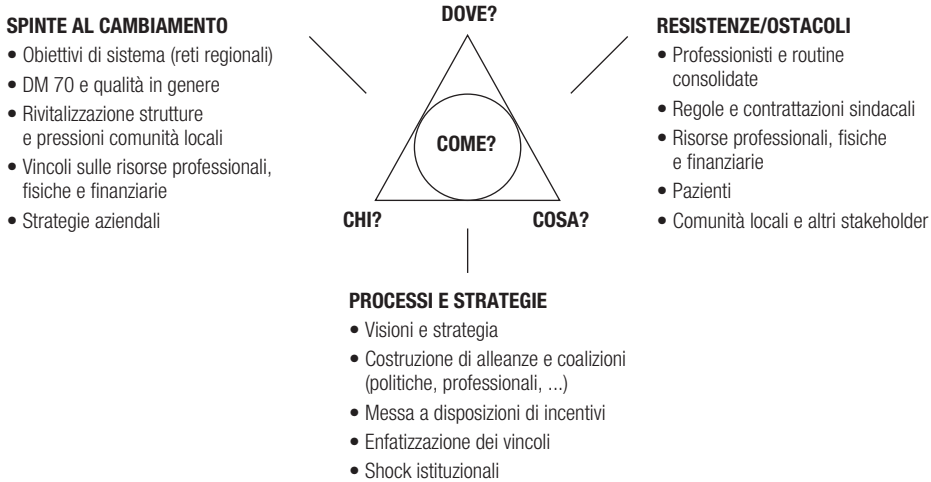 SPINTE AL CAMBIAMENTO
• Obiettivi di sistema (reti regionali)
• DM 70 e qualità in genere
• Rivitalizzazione strutture
e pressioni comunità locali
• Vincoli sulle risorse professionali,
fisiche e finanziarie
• Strategie aziendali
DOVE?
COME?
CHI?
COSA?
RESISTENZE/OSTACOLI
• Professionisti e routine
consolidate
• Regole e contrattazioni sindacali
• Risorse professionali, fisiche
e finanziarie
• Pazienti
• Comunità locali e altri stakeholder
PROCESSI E STRATEGIE
• Visioni e strategia
• Costruzione di alleanze e coalizioni
(politiche, professionali, ...)
• Messa a disposizioni di incentivi
• Enfatizzazione dei vincoli
• Shock istituzionali